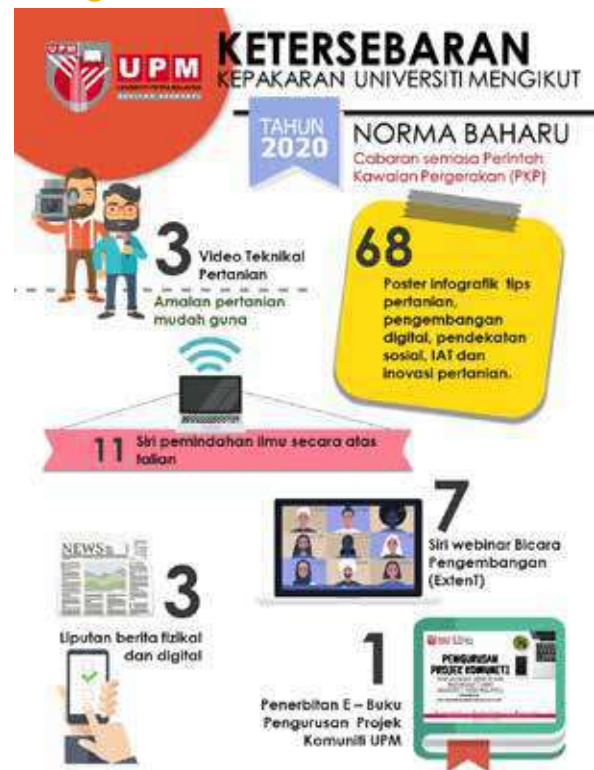 UPM
UPM
KETERSEBARAN
KEPAKARAN UNIVERSITI MENGIKUT
TAHUN
2020
NORMA BAHARU
Cabaran semasa Perintah
Kawalan Pergerakan (PKP)
3
Video Teknikal
Pertanian
Amalan pertanian
mudah guna
68
Poster infografik tips
pertanian,
pengembangan
digital, pendekatan
sosial, IAT dan
inovasi pertanian.
11 Siri pemindahan ilmu secara atas
talian
7
Siri webinar Bicara
Pengembangan
(ExtenT)
NEWS
3
Liputan berita fizikal
dan digital
1
Penerbitan E – Buku
Pengurusan Projek
Komuniti UPM
PENGURUSAN
PROJEK KOMUNITI